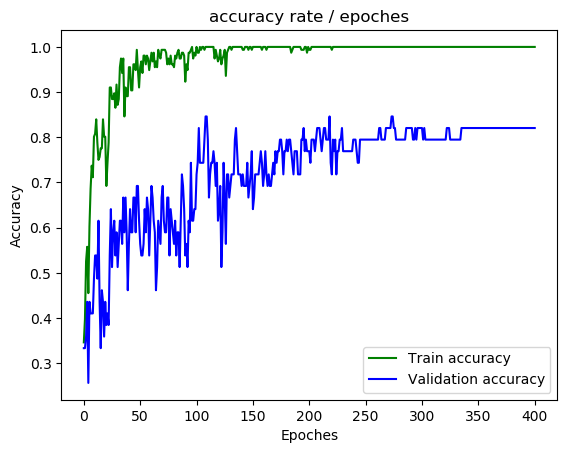 accuracy rate / epoches
1.0
0.9
0.8
0.7
0.6
0.5
0.4
0.3
Accuracy
Train accuracy
Validation accuracy
0 50 100 150 200 250 300 350 400
Epoches